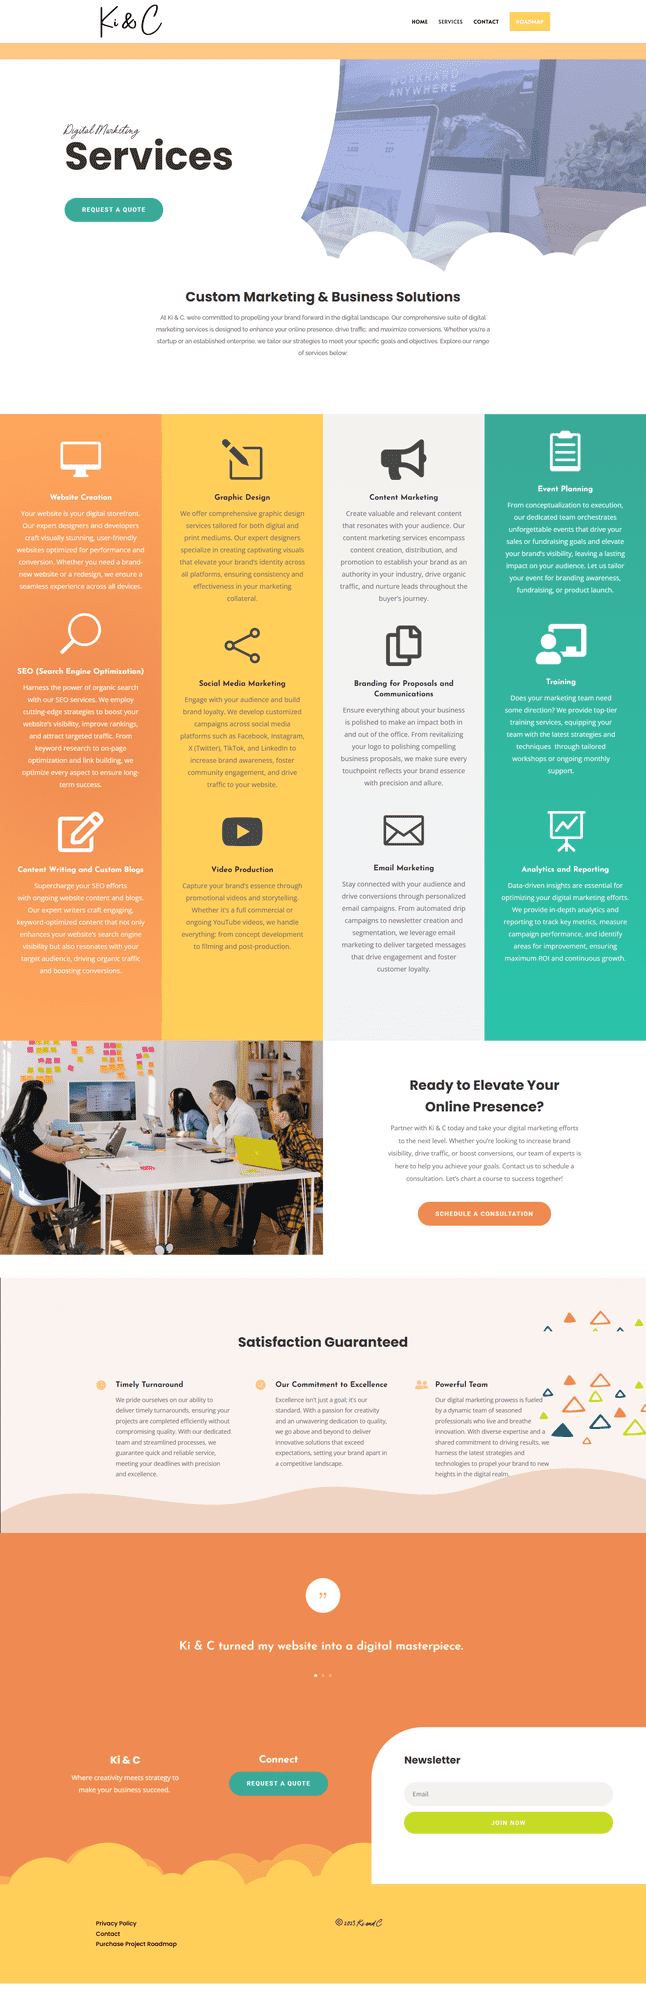 Ki & C
HOME SERVICES CONTACT ROADMAP
WORKHARD
ANYWHERE
Digital Marketing
Services
REQUEST A QUOTE
Custom Marketing & Business Solutions
At Ki & C, we're committed to propelling your brand forward in the digital landscape. Our comprehensive suite of digital
marketing services is designed to enhance your online presence, drive traffic, and maximize conversions. Whether you're a
startup or an established enterprise, we tailor our strategies to meet your specific goals and objectives. Explore our range
of services below:
Website Creation
Your website is your digital storefront.
Our expert designers and developers
craft visually stunning, user-friendly
websites optimized for performance and
conversion. Whether you need a brand-
new website or a redesign, we ensure a
seamless experience across all devices.
SEO (Search Engine Optimization)
Harness the power of organic search
with our SEO services. We employ
cutting-edge strategies to boost your
website's visibility, improve rankings,
and attract targeted traffic. From
keyword research to on-page
optimization and link building, we
optimize every aspect to ensure long-
term success.
Content Writing and Custom Blogs
Supercharge your SEO efforts
with ongoing website content and blogs.
Our expert writers craft engaging,
keyword-optimized content that not only
enhances your website's search engine
visibility but also resonates with your
target audience, driving organic traffic
and boosting conversions.
Graphic Design
We offer comprehensive graphic design
services tailored for both digital and
print mediums. Our expert designers
specialize in creating captivating visuals
that elevate your brand's identity across
all platforms, ensuring consistency and
effectiveness in your marketing
collateral.
Social Media Marketing
Engage with your audience and build
brand loyalty. We develop customized
campaigns across social media
platforms such as Facebook, Instagram,
X (Twitter), TikTok, and LinkedIn to
increase brand awareness, foster
community engagement, and drive
traffic to your website.
Video Production
Capture your brand's essence through
promotional videos and storytelling.
Whether it's a full commercial or
ongoing YouTube videos, we handle
everything: from concept development
to filming and post-production.
Content Marketing
Create valuable and relevant content
that resonates with your audience. Our
content marketing services encompass
content creation, distribution, and
promotion to establish your brand as an
authority in your industry, drive organic
traffic, and nurture leads throughout the
buyer's journey.
Branding for Proposals and
Communications
Ensure everything about your business
is polished to make an impact both in
and out of the office. From revitalizing
your logo to polishing compelling
business proposals, we make sure every
touchpoint reflects your brand essence
with precision and allure.
Email Marketing
Stay connected with your audience and
drive conversions through personalized
email campaigns. From automated drip
campaigns to newsletter creation and
segmentation, we leverage email
marketing to deliver targeted messages
that drive engagement and foster
customer loyalty.
Event Planning
From conceptualization to execution,
our dedicated team orchestrates
unforgettable events that drive your
sales or fundraising goals and elevate
your brand's visibility, leaving a lasting
impact on your audience. Let us tailor
your event for branding awareness,
fundraising, or product launch.
Training
Does your marketing team need
some direction? We provide top-tier
training services, equipping your
team with the latest strategies and
techniques through tailored
workshops or ongoing monthly
support.
Analytics and Reporting
Data-driven insights are essential for
optimizing your digital marketing efforts.
We provide in-depth analytics and
reporting to track key metrics, measure
campaign performance, and identify
areas for improvement, ensuring
maximum ROI and continuous growth.
Ready to Elevate Your
Online Presence?
Partner with Ki & C today and take your digital marketing efforts
to the next level. Whether you're looking to increase brand
visibility, drive traffic, or boost conversions, our team of experts is
here to help you achieve your goals. Contact us to schedule a
consultation. Let's chart a course to success together!
SCHEDULE A CONSULTATION
Satisfaction Guaranteed
Timely Turnaround
We pride ourselves on our ability to
deliver timely turnarounds, ensuring your
projects are completed efficiently without
compromising quality. With our dedicated
team and streamlined processes, we
guarantee quick and reliable service,
meeting your deadlines with precision
and excellence.
Our Commitment to Excellence
Excellence isn't just a goal; it's our
standard. With a passion for creativity
and an unwavering dedication to quality,
we go above and beyond to deliver
innovative solutions that exceed
expectations, setting your brand apart in
a competitive landscape.
Powerful Team
Our digital marketing prowess is fueled
by a dynamic team of seasoned
professionals who live and breathe
innovation. With diverse expertise and a
shared commitment to driving results, we
harness the latest strategies and
technologies to propel your brand to new
heights in the digital realm.
Ki & C turned my website into a digital masterpiece.
Ki & C
Where creativity meets strategy to
make your business succeed.
Connect
REQUEST A QUOTE
Newsletter
Email
JOIN NOW
Privacy Policy
Contact
Purchase Project Roadmap
© 2023 Ki and C